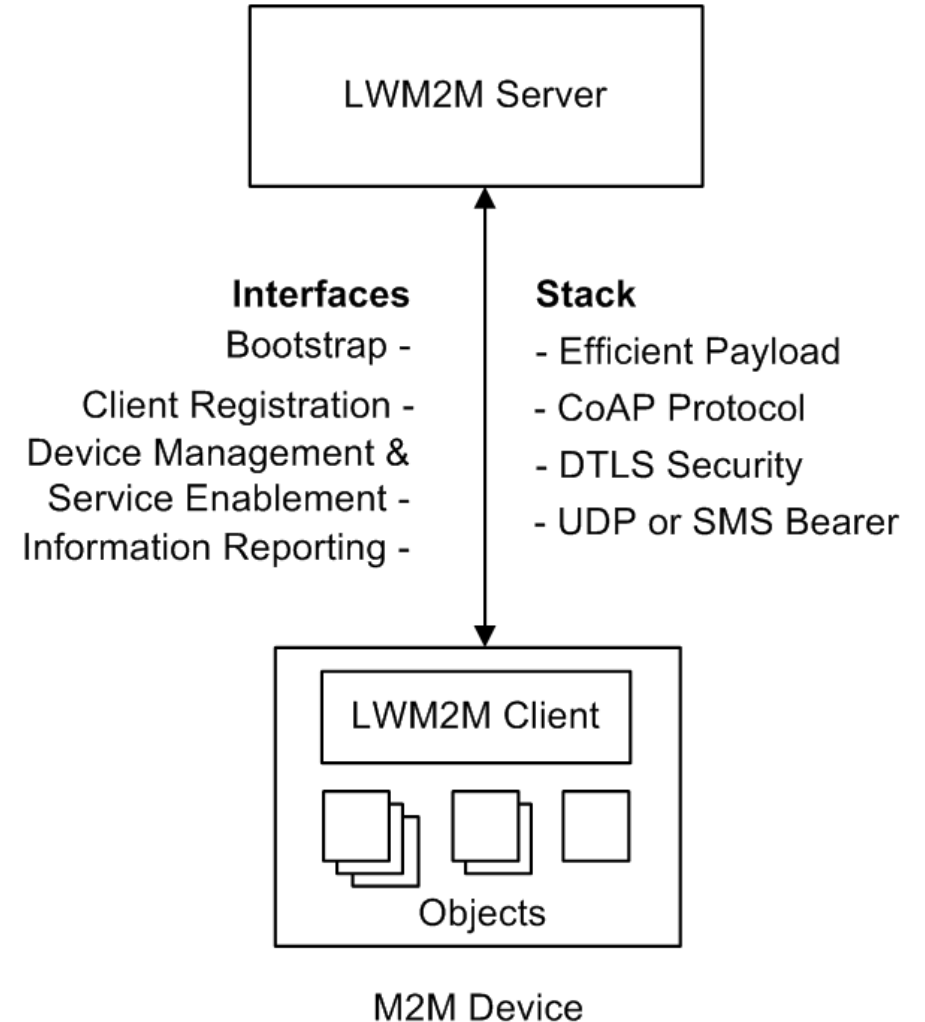 LWM2M Server
Interfaces
Bootstrap -
Client Registration -
Device Management &
Service Enablement -
Information Reporting -
Stack
- Efficient Payload
- CoAP Protocol
- DTLS Security
- UDP or SMS Bearer
LWM2M Client
Objects
M2M Device